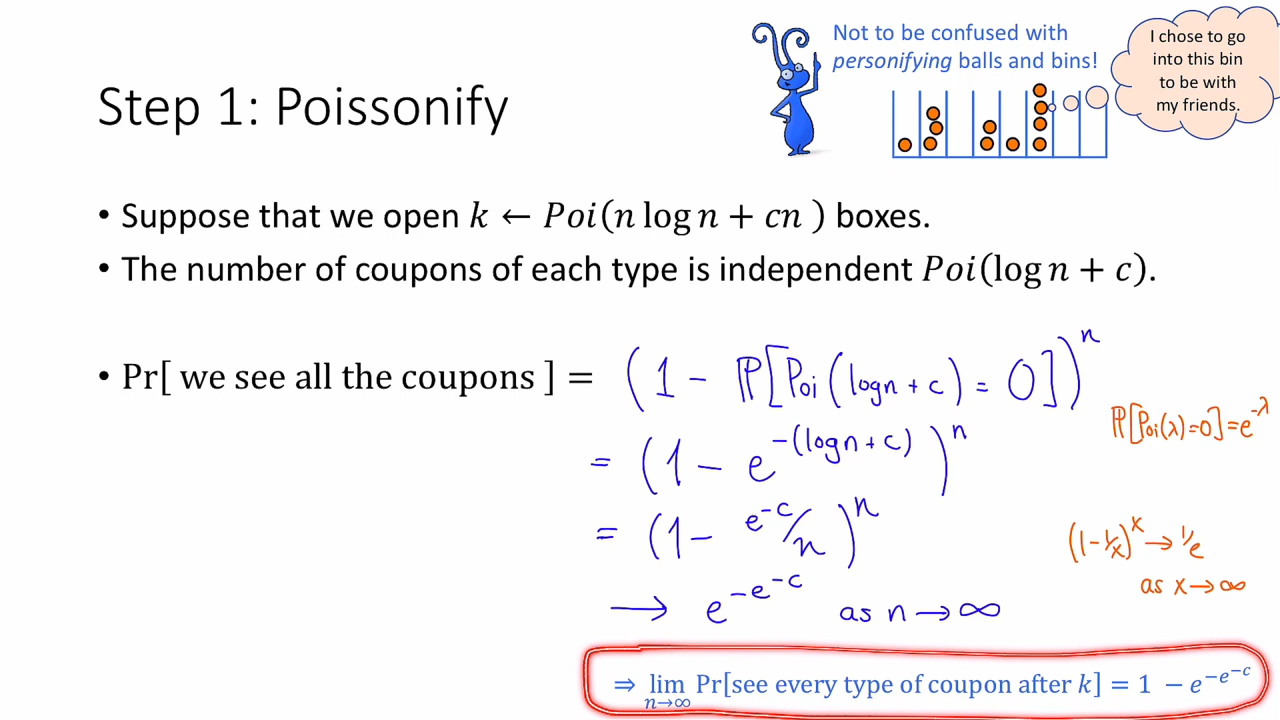 Not to be confused with
personifying balls and bins!
I chose to go
into this bin
to be with
my friends.
Step 1: Poissonify
• Suppose that we open k ← Poi(n log n + cn ) boxes.
• The number of coupons of each type is independent Poi(log n + c).
• Pr[ we see all the coupons ] = (1 - ℙ[Poi(logn + c) = 0])^n
ℙ[Poi(λ)=0]=e^{-λ}
= (1 - e^{-(logn+c)})^n
= (1 - e^{-c}/n)^n
(1-1/x)^x → 1/e
as x → ∞
→ e^{-e^{-c}} as n → ∞
⇒ lim_{n→∞} Pr[see every type of coupon after k] = 1 − e^{−e^{−c}}